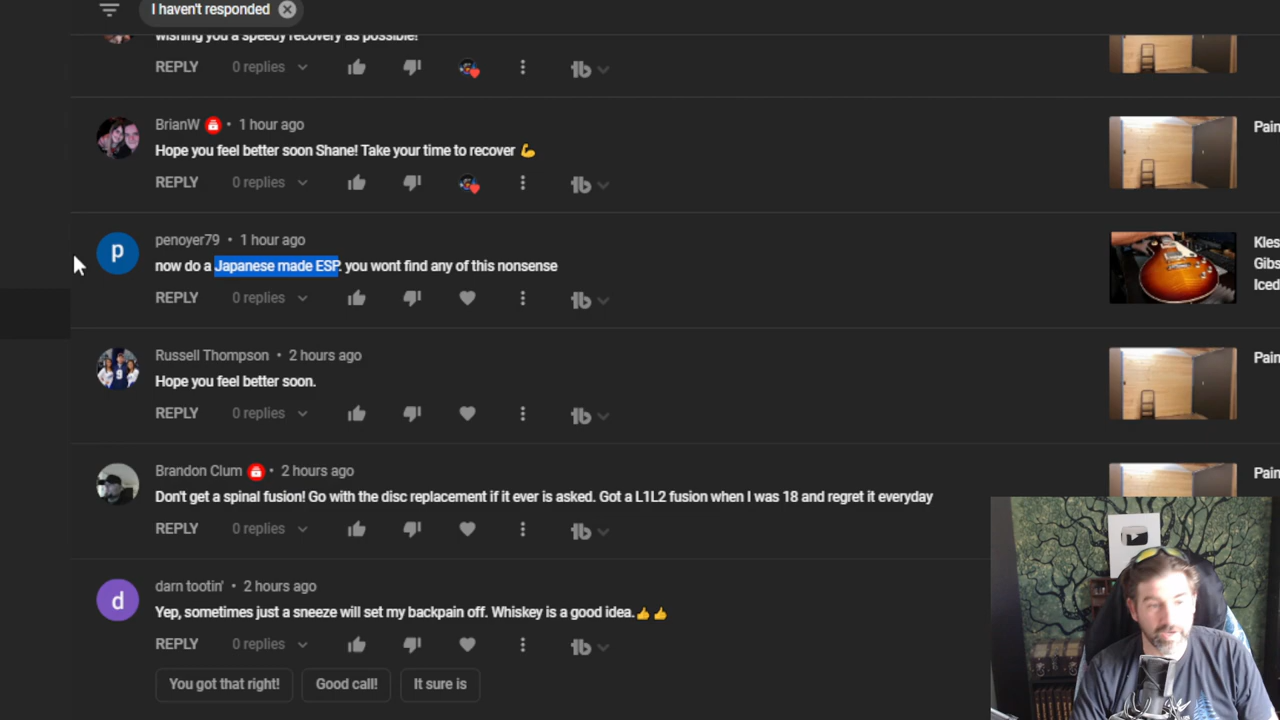 I haven't responded
wishing you a speedy recovery as possible!
REPLY 0 replies
BrianW • 1 hour ago
Hope you feel better soon Shane! Take your time to recover 💪
REPLY 0 replies
Pain
penoyer79 • 1 hour ago
now do a Japanese made ESP. you wont find any of this nonsense
REPLY 0 replies
Kles
Gibs
Iced
Russell Thompson • 2 hours ago
Hope you feel better soon.
REPLY 0 replies
Pain
Brandon Clum • 2 hours ago
Don't get a spinal fusion! Go with the disc replacement if it ever is asked. Got a L1L2 fusion when I was 18 and regret it everyday
REPLY 0 replies
Pain
darn tootin' • 2 hours ago
Yep, sometimes just a sneeze will set my backpain off. Whiskey is a good idea.👍👍
REPLY 0 replies
You got that right! Good call! It sure is